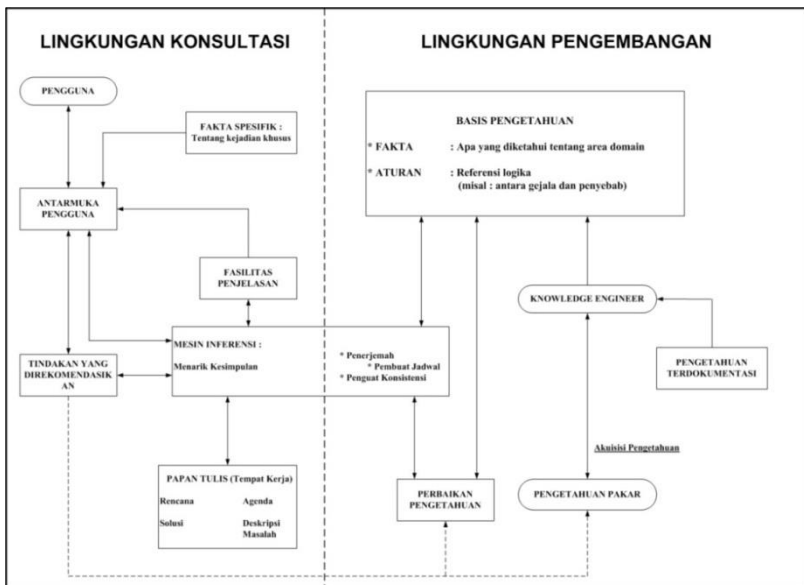 LINGKUNGAN KONSULTASI
LINGKUNGAN PENGEMBANGAN
PENGGUNA
FAKTA SPESIFIK :
Tentang kejadian khusus
BASIS PENGETAHUAN
* FAKTA : Apa yang diketahui tentang area domain
* ATURAN : Referensi logika
(misal : antara gejala dan penyebab)
ANTARMUKA
PENGGUNA
FASILITAS
PENJELASAN
KNOWLEDGE ENGINEER
MESIN INFERENSI :
Menarik Kesimpulan
* Penerjemah
* Pembuat Jadwal
* Penguat Konsistensi
TINDAKAN YANG
DIREKOMENDASIK
AN
PENGETAHUAN
TERDOKUMENTASI
Akuisisi Pengetahuan
PAPAN TULIS (Tempat Kerja)
Rencana Agenda
Solusi Deskripsi
Masalah
PERBAIKAN
PENGETAHUAN
PENGETAHUAN PAKAR